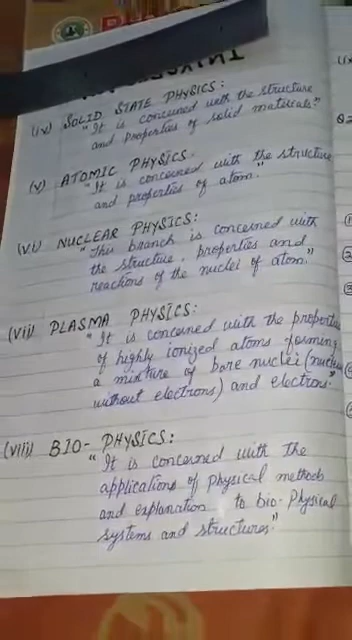 (iv) SOLID STATE PHYSICS:
"It is concerned with the structure
and properties of solid materials."
(v) ATOMIC PHYSICS.
"It is concerned with the structure
and properties of atom."
(vi) NUCLEAR PHYSICS:
"This branch is concerned with
the structure, properties and
reactions of the nuclei of atom."
(vii) PLASMA PHYSICS:
"It is concerned with the properties
of highly ionized atoms forming
a mixture of bare nuclei (nucleus
without electrons) and electrons."
(viii) BIO-PHYSICS:
"It is concerned with the
applications of physical methods
and explanation to bio-physical
systems and structures."